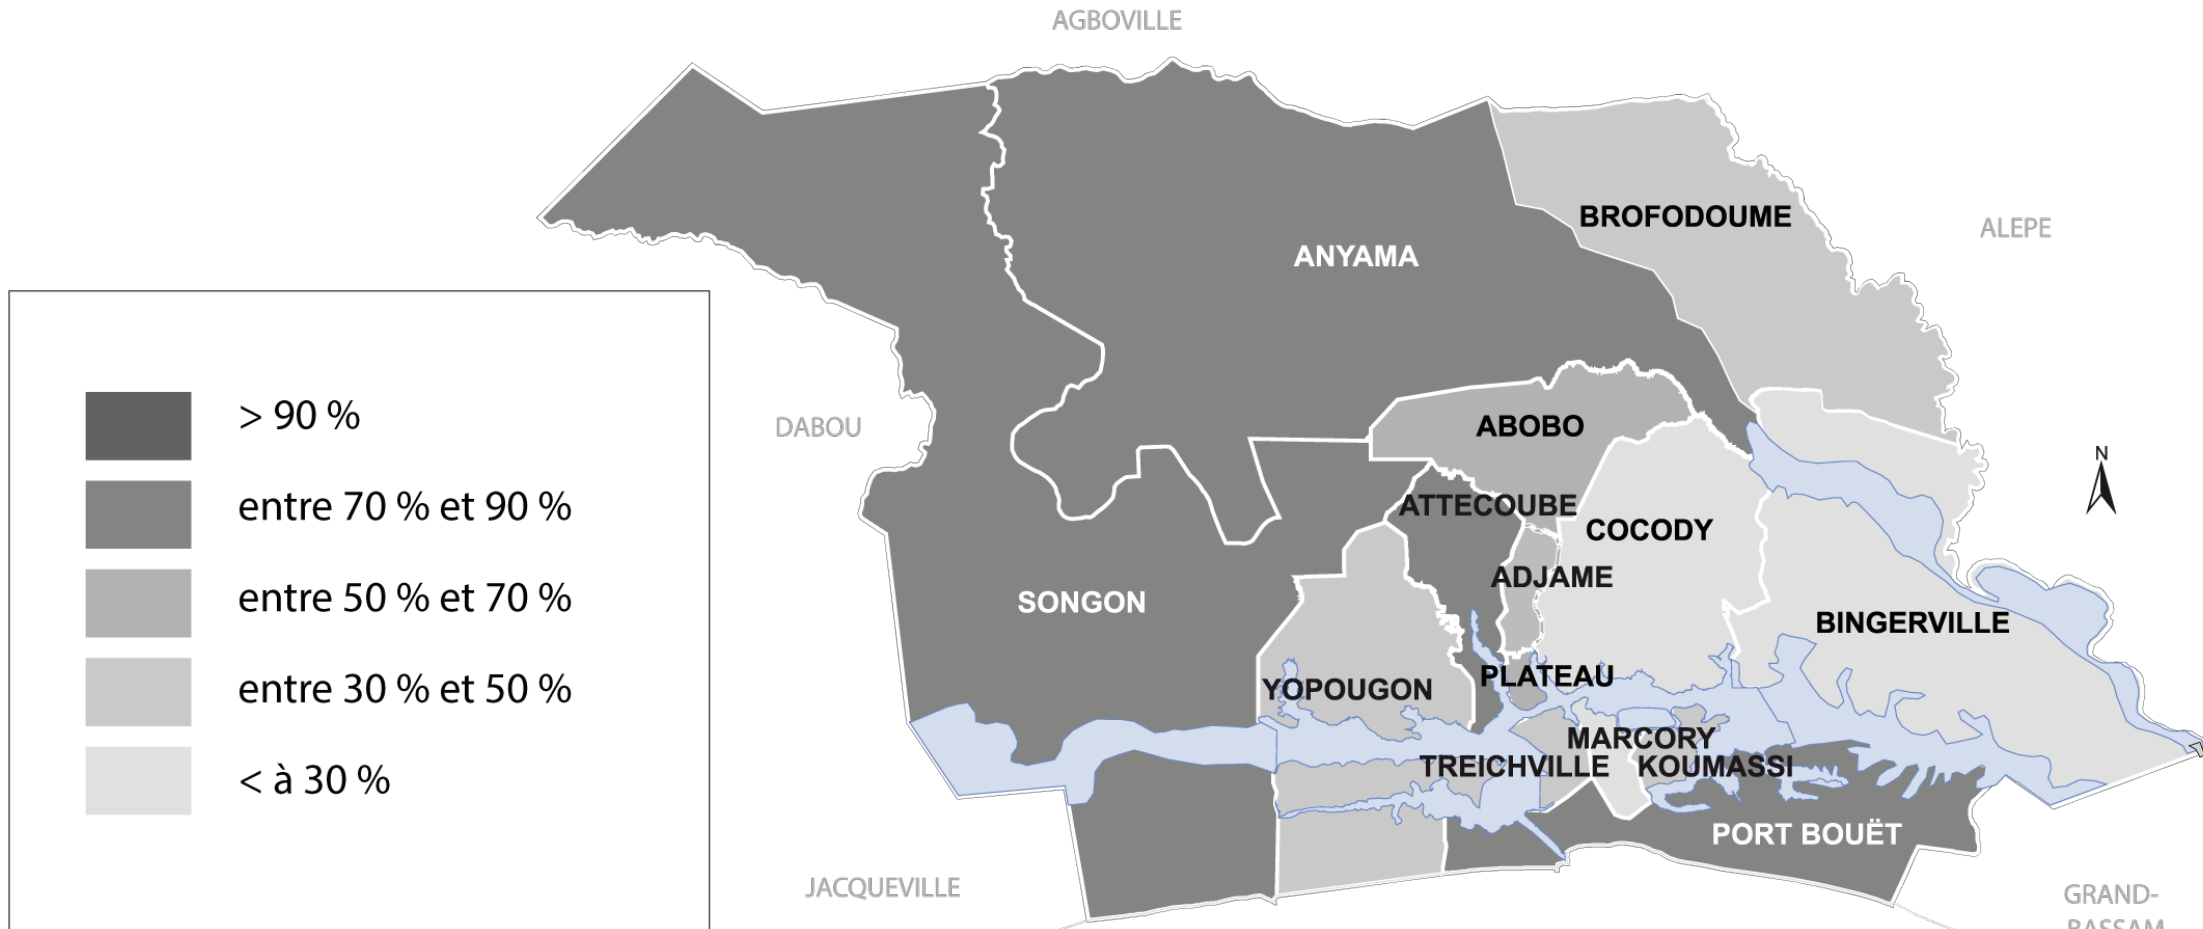 AGBOVILLE
BROFODOUME
ALEPE
ANYAMA
> 90 %
DABOU
ABOBO
N
entre 70 % et 90 %
ATTECOUBE
COCODY
entre 50 % et 70 %
ADJAME
SONGON
BINGERVILLE
entre 30 % et 50 %
YOPOUGON
PLATEAU
MARCORY
TREICHVILLE
KOUMASSI
< à 30 %
PORT BOUËT
JACQUEVILLE
GRAND-
BASSAM